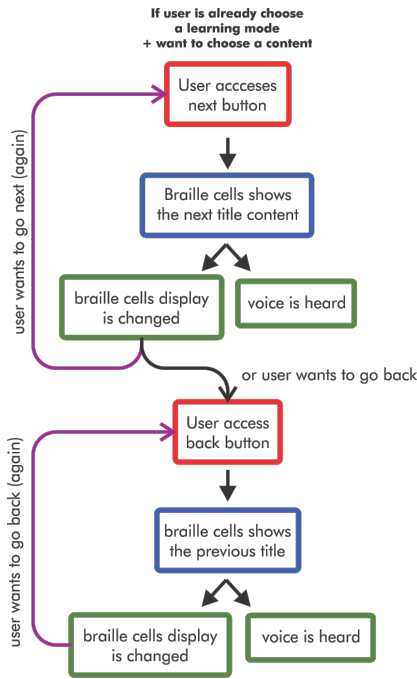 If user is already choose
a learning mode
+ want to choose a content
User accceses
next button
user wants to go next (again)
Braille cells shows
the next title content
braille cells display
is changed
voice is heard
or user wants to go back
User access
back button
user wants to go back (again)
braille cells shows
the previous title
braille cells display
is changed
voice is heard